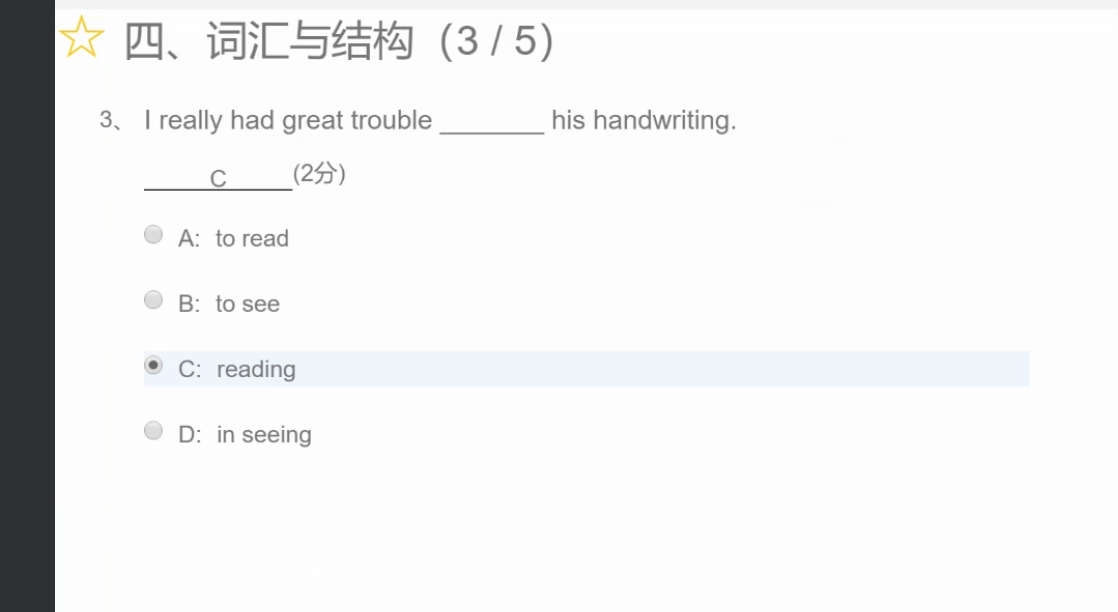 四、词汇与结构（3 / 5）
3、 I really had great trouble ________ his handwriting.
C (2分)
A: to read
B: to see
C: reading
D: in seeing